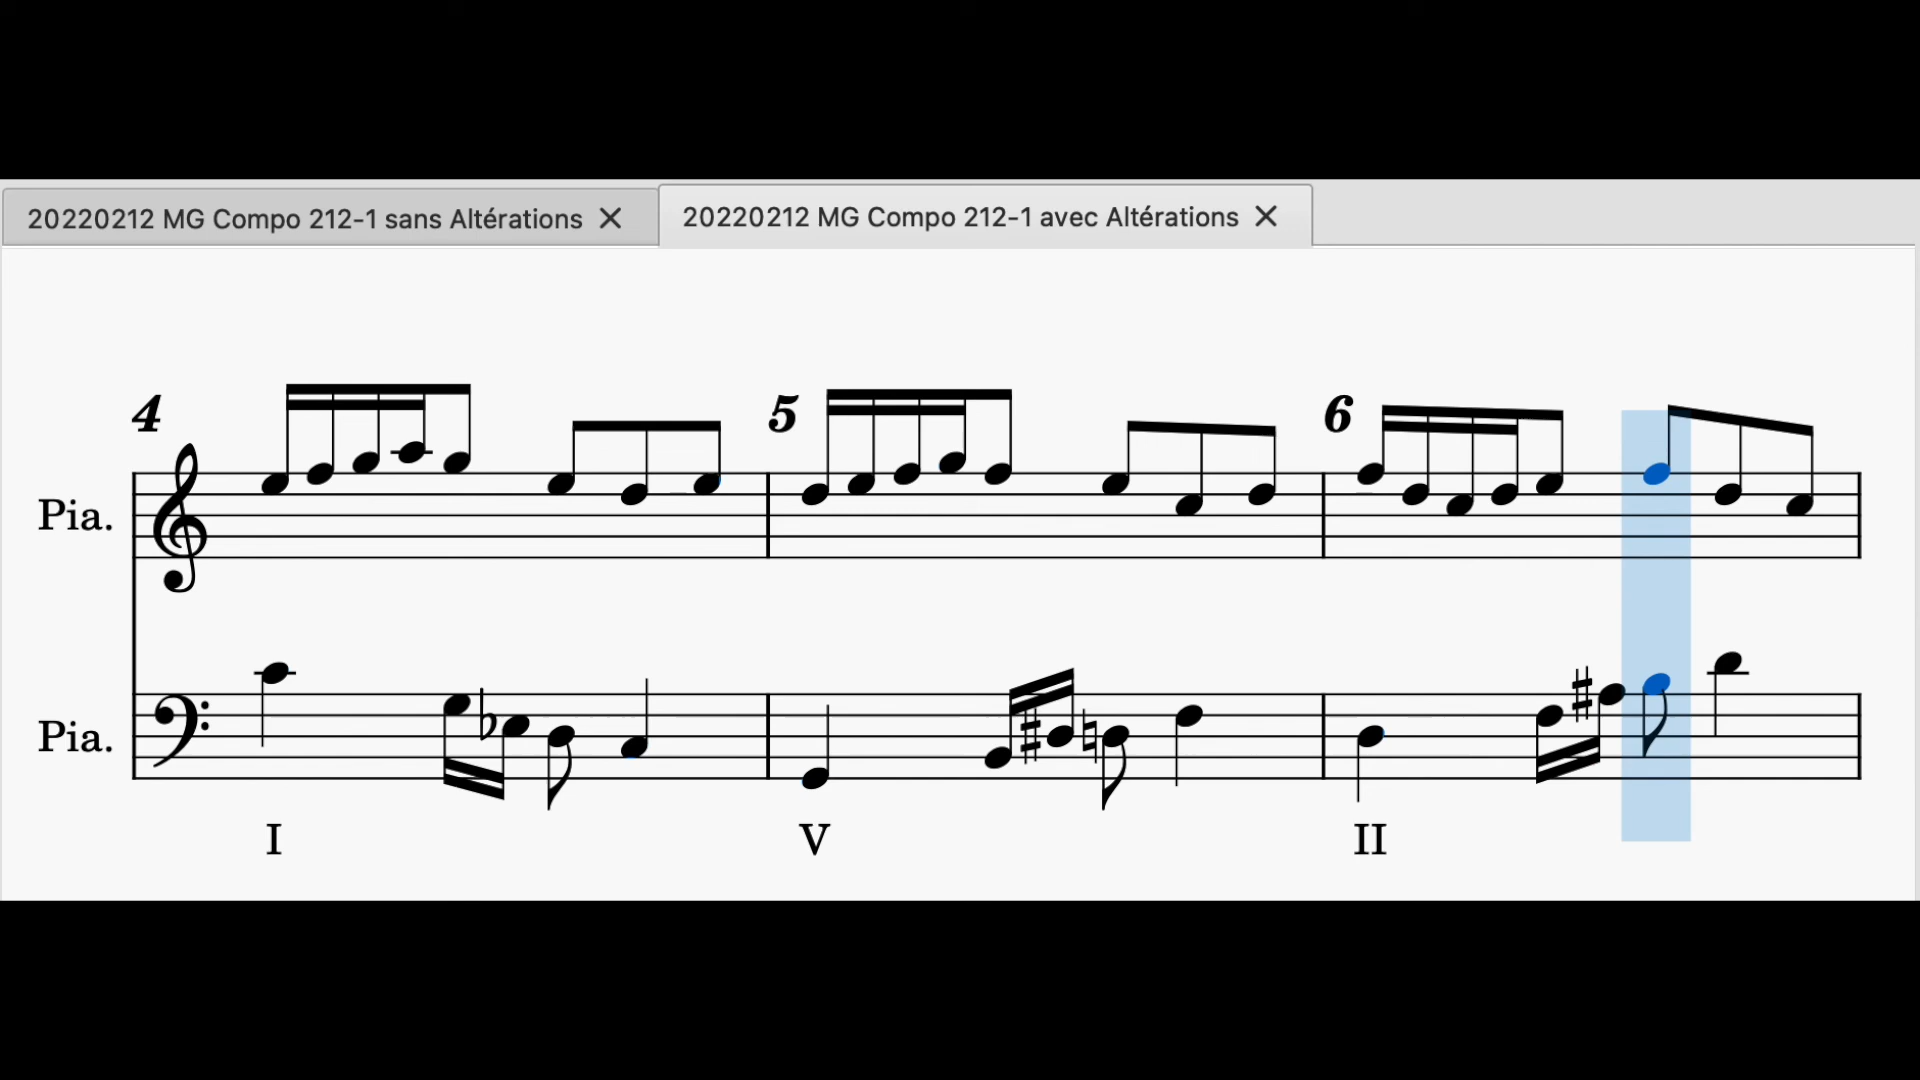 20220212 MG Compo 212-1 sans Altérations
20220212 MG Compo 212-1 avec Altérations
4 5 6
Pia.
Pia.
I V II